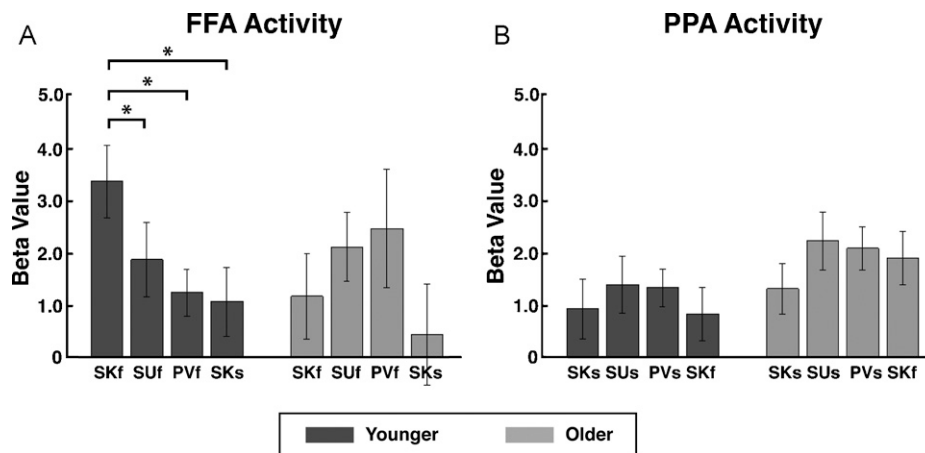 A
FFA Activity
B
PPA Activity
*
*
*
Beta Value
5.0
4.0
3.0
2.0
1.0
0
SKf SUf PVf SKs
SKf SUf PVf SKs
Beta Value
5.0
4.0
3.0
2.0
1.0
0
SKs SUs PVs SKf
SKs SUs PVs SKf
Younger
Older